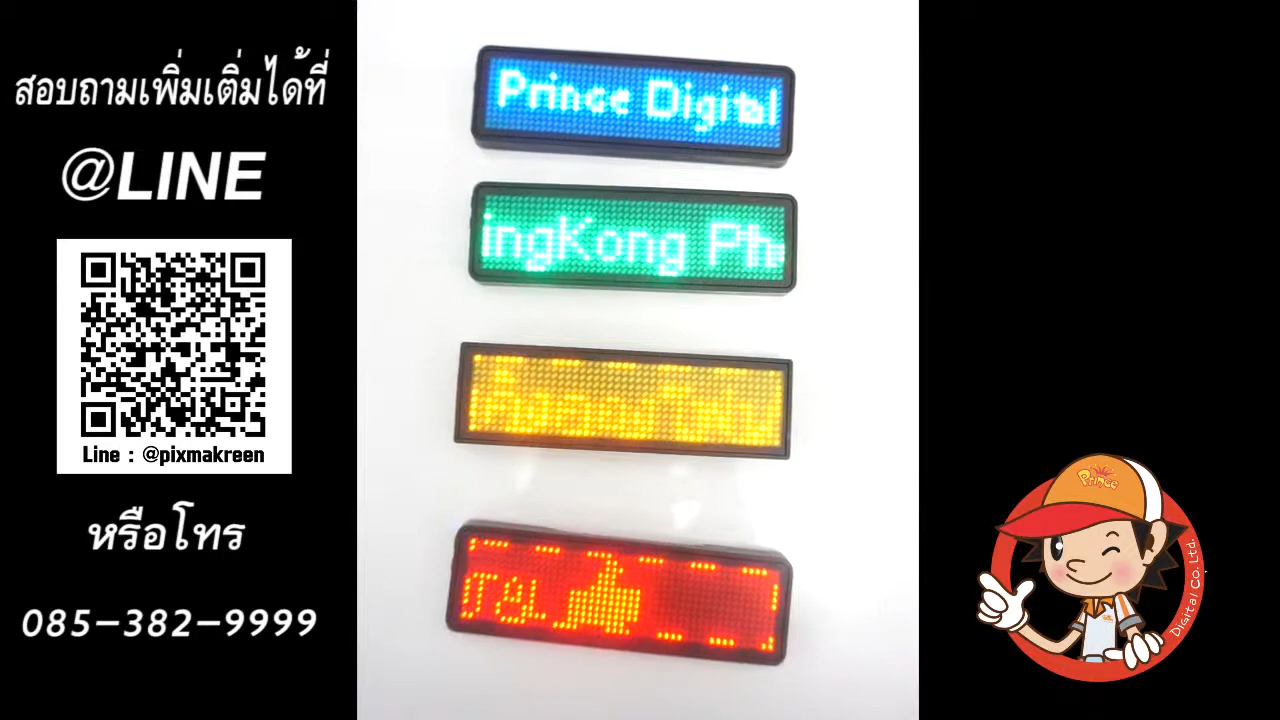 สอบถามเพิ่มเติ่มได้ที่
@LINE
Line : @pixmakreen
หรือโทร
085-382-9999
Prince Digital
ingKong Ph
Prince
Digital Co. Ltd.